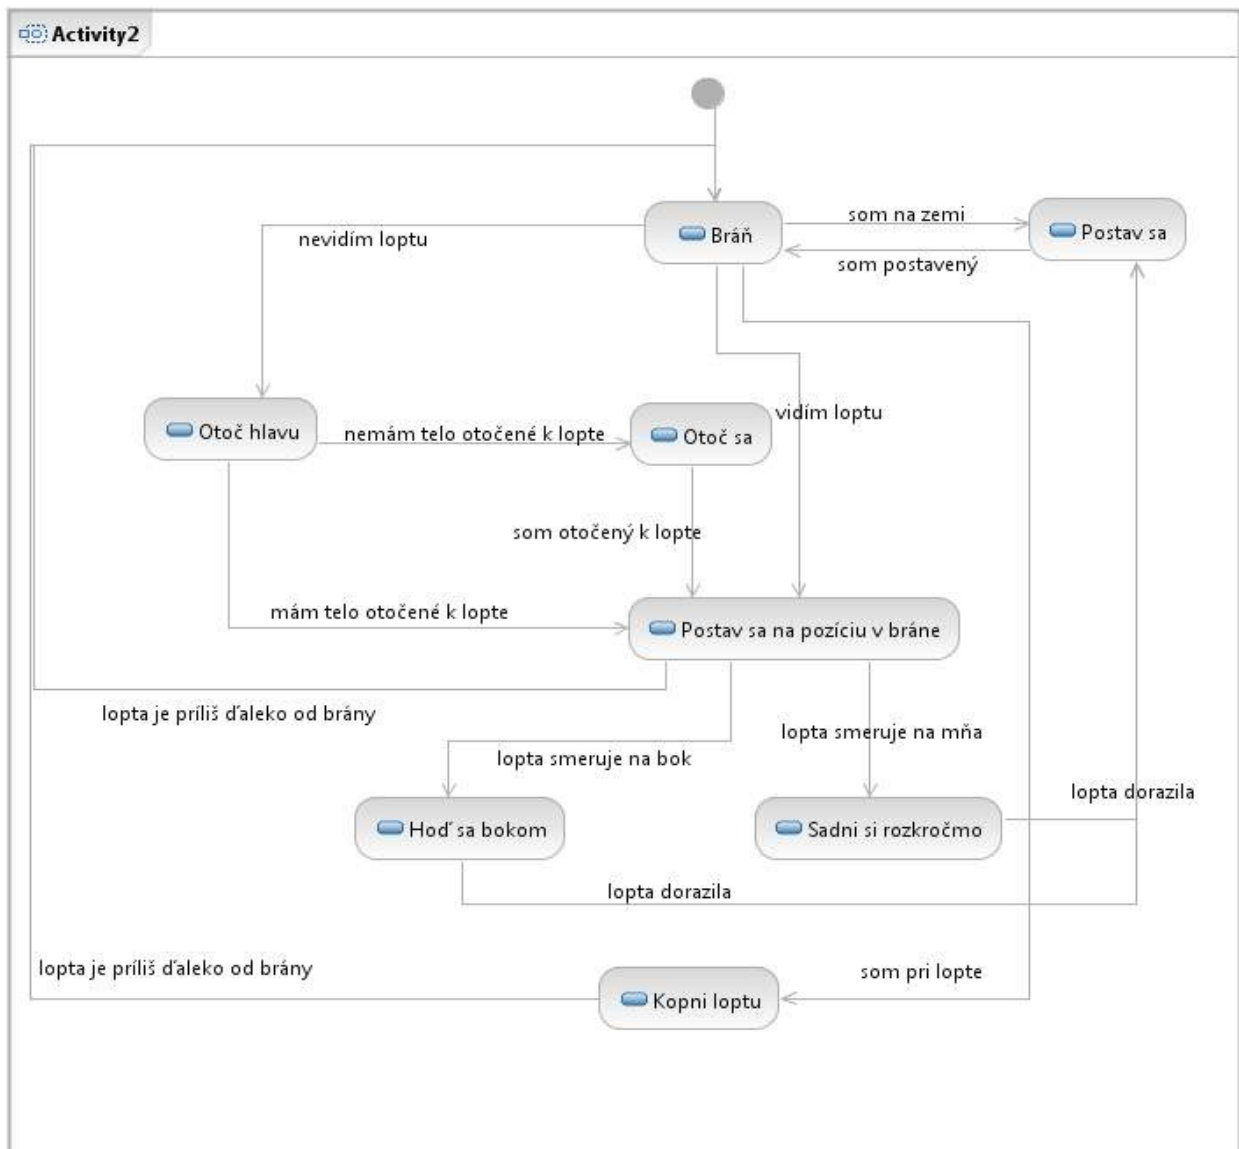 Activity2
som na zemi
Bráň
Postav sa
nevidím loptu
som postavený
Otoč hlavu
nemám telo otočené k lopte
Otoč sa
vidím loptu
som otočený k lopte
mám telo otočené k lopte
Postav sa na pozíciu v bráne
lopta je príliš ďaleko od brány
lopta smeruje na bok
lopta smeruje na mňa
lopta dorazila
Hoď sa bokom
Sadni si rozkročmo
lopta dorazila
lopta je príliš ďaleko od brány
som pri lopte
Kopni loptu